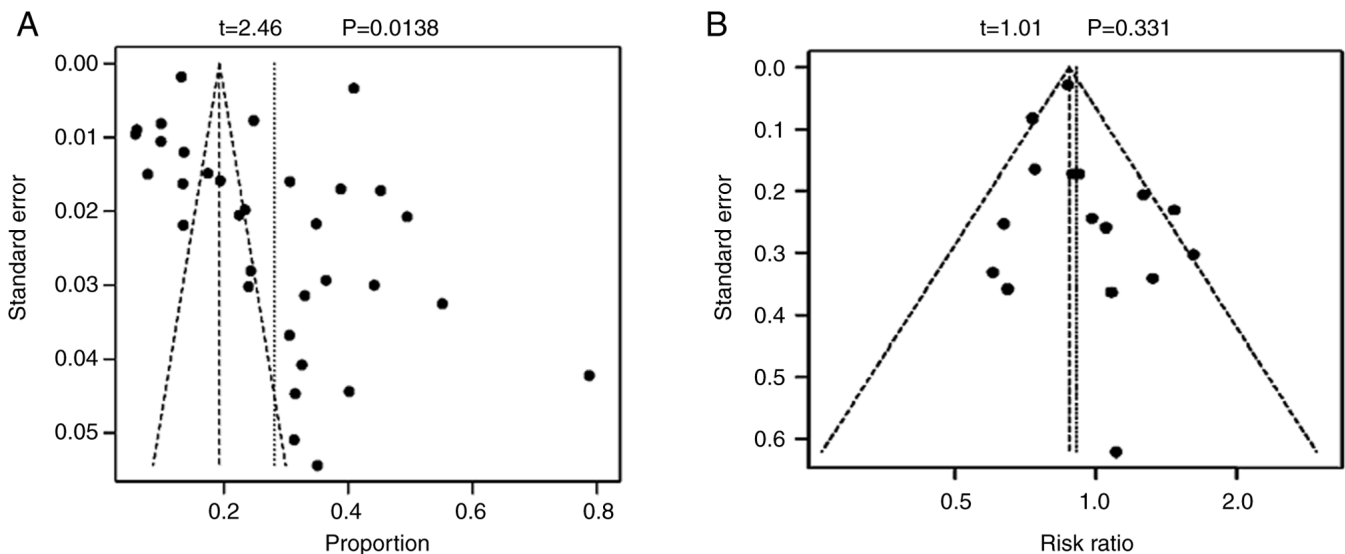 A
t=2.46 P=0.0138
0.00
0.01
0.02
0.03
0.04
0.05
Standard error
0.2 0.4 0.6 0.8
Proportion
B
t=1.01 P=0.331
0.0
0.1
0.2
0.3
0.4
0.5
0.6
Standard error
0.5 1.0 2.0
Risk ratio